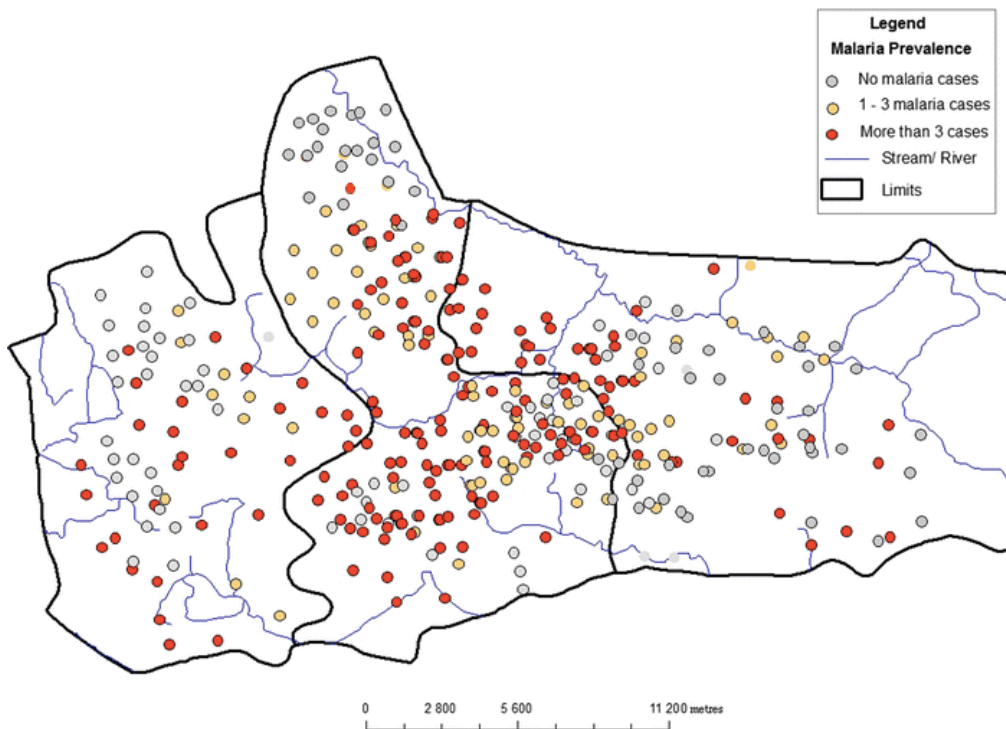 Legend
Malaria Prevalence
No malaria cases
1 - 3 malaria cases
More than 3 cases
Stream/ River
Limits
0 2 800 5 600 11 200 metres